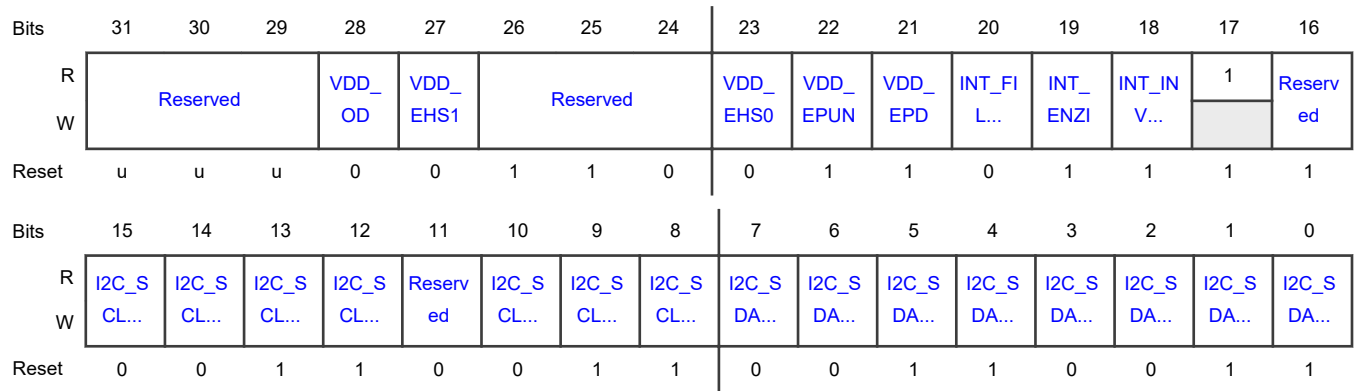 Bits 31 30 29 28 27 26 25 24 23 22 21 20 19 18 17 16
R Reserved VDD_ VDD_ Reserved VDD_ VDD_ VDD_ INT_FI INT_ INT_IN 1 Reserv
W OD EHS1 EHS0 EPUN EPD L... ENZI V... ed
Reset u u u 0 0 1 1 0 0 1 1 0 1 1 1 1
Bits 15 14 13 12 11 10 9 8 7 6 5 4 3 2 1 0
R I2C_S I2C_S I2C_S I2C_S Reserv I2C_S I2C_S I2C_S I2C_S I2C_S I2C_S I2C_S I2C_S I2C_S I2C_S I2C_S
W CL... CL... CL... CL... ed CL... CL... CL... DA... DA... DA... DA... DA... DA... DA... DA...
Reset 0 0 1 1 0 0 1 1 0 0 1 1 0 0 1 1